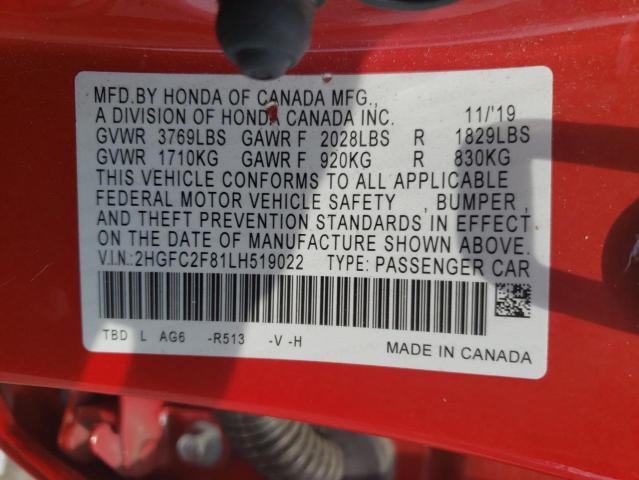 MFD.BY HONDA OF CANADA MFG.,
A DIVISION OF HONDA CANADA INC. 11/'19
GVWR 3769LBS GAWR F 2028LBS R 1829LBS
GVWR 1710KG GAWR F 920KG R 830KG
THIS VEHICLE CONFORMS TO ALL APPLICABLE
FEDERAL MOTOR VEHICLE SAFETY , BUMPER ,
AND THEFT PREVENTION STANDARDS IN EFFECT
ON THE DATE OF MANUFACTURE SHOWN ABOVE.
V.I.N.: 2HGFC2F81LH519022 TYPE: PASSENGER CAR
TBD L AG6 -R513 -V -H
MADE IN CANADA